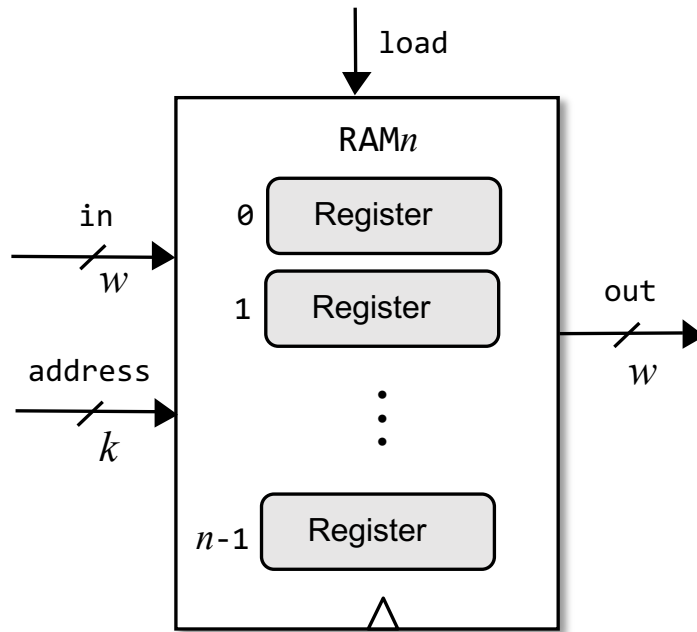 load
RAMn
0 Register
in
w
1 Register
out
w
address
k
n-1 Register